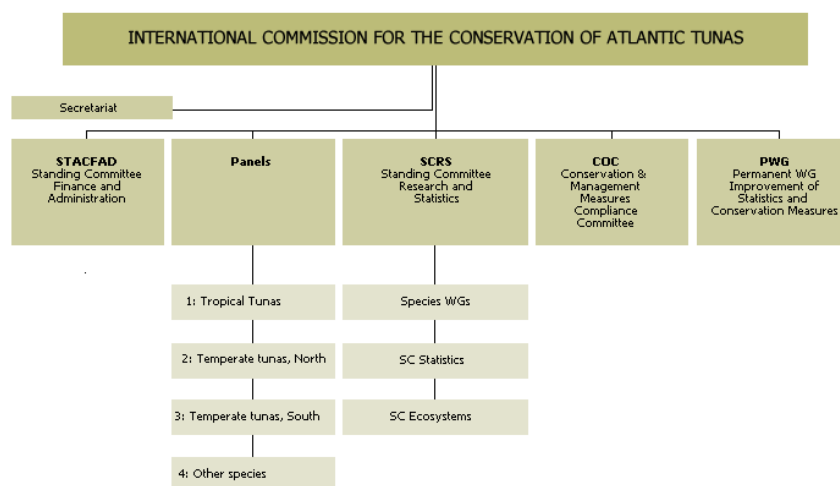 INTERNATIONAL COMMISSION FOR THE CONSERVATION OF ATLANTIC TUNAS
Secretariat
STACFAD
Standing Committee
Finance and
Administration
Panels
SCRS
Standing Committee
Research and
Statistics
COC
Conservation &
Management
Measures
Compliance
Committee
PWG
Permanent WG
Improvement of
Statistics and
Conservation Measures
1: Tropical Tunas
2: Temperate tunas, North
3: Temperate tunas, South
4: Other species
Species WGs
SC Statistics
SC Ecosystems